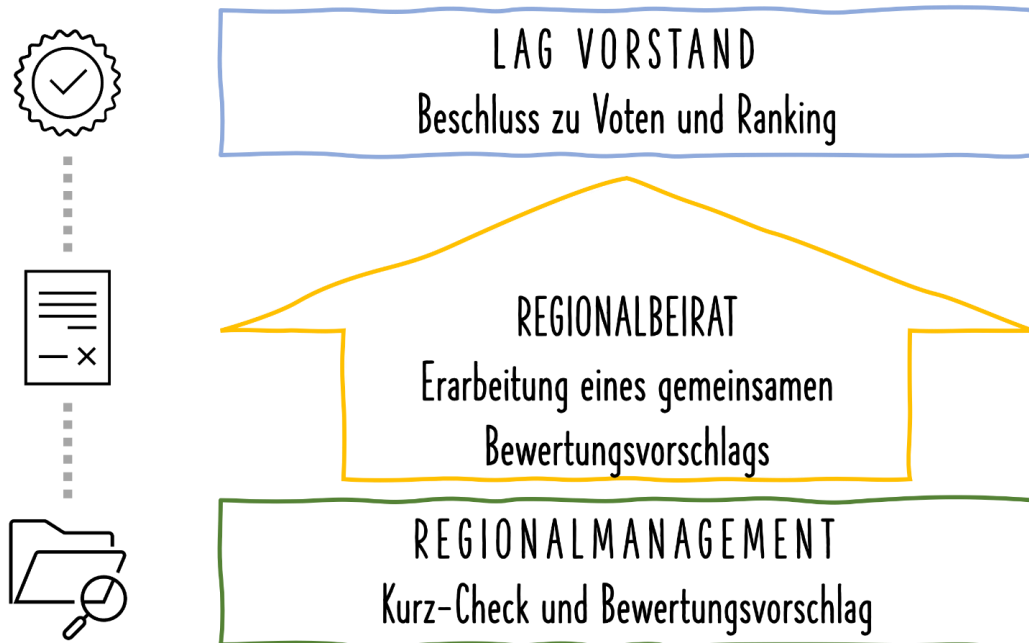 LAG VORSTAND
Beschluss zu Voten und Ranking
REGIONALBEIRAT
Erarbeitung eines gemeinsamen
Bewertungsvorschlags
REGIONALMANAGEMENT
Kurz-Check und Bewertungsvorschlag